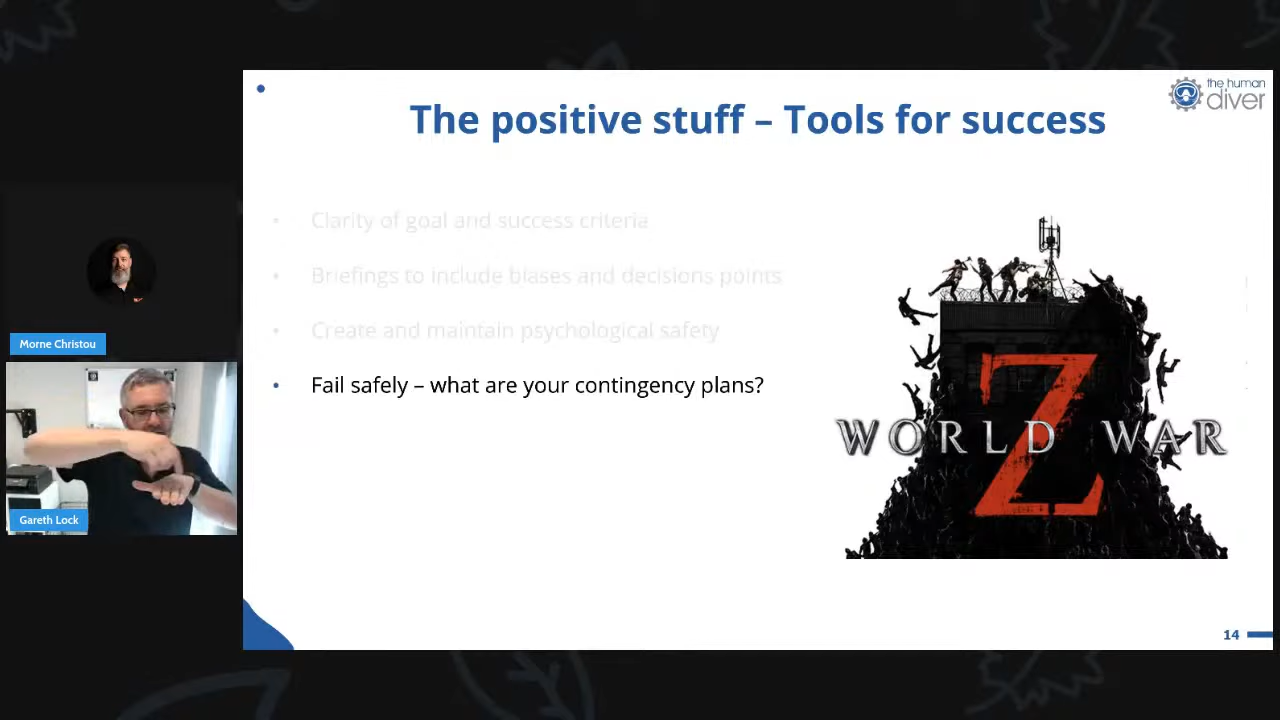 The positive stuff – Tools for success
the human
diver
• Clarity of goal and success criteria
• Briefings to include biases and decisions points
• Create and maintain psychological safety
• Fail safely – what are your contingency plans?
WORLD WAR
Z
Morne Christou
Gareth Lock
14